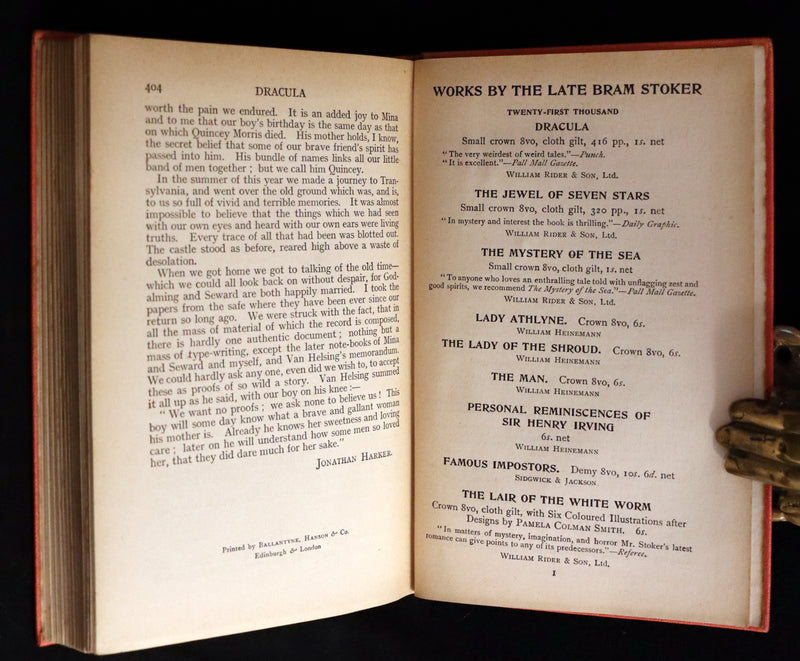 404
DRACULA
worth the pain we endured. It is an added joy to Mina
and to me that our boy's birthday is the same day as that
on which Quincey Morris died. His mother holds, I know,
the secret belief that some of our brave friend's spirit has
passed into him. His bundle of names links all our little
band of men together; but we call him Quincey.
In the summer of this year we made a journey to Tran-
sylvania, and went over the old ground which was, and is,
to us so full of vivid and terrible memories. It was almost
impossible to believe that the things which we had seen
with our own eyes and heard with our own ears were living
truths. Every trace of all that had been was blotted out.
The castle stood as before, reared high above a waste of
desolation.
When we got home we got to talking of the old time—
which we could all look back on without despair, for God-
alming and Seward are both happily married. I took the
papers from the safe where they have been ever since our
return so long ago. We were struck with the fact, that in
all the mass of material of which the record is composed,
there is hardly one authentic document; nothing but a
mass of type-writing, except the later note-books of Mina
and Seward and myself, and Van Helsing's memorandum.
We could hardly ask any one, even did we wish to, to accept
these as proofs of so wild a story. Van Helsing summed
it all up as he said, with our boy on his knee:—
"We want no proofs; we ask none to believe us! This
boy will some day know what a brave and gallant woman
his mother is. Already he knows her sweetness and loving
care; later on he will understand how some men so loved
her, that they did dare much for her sake."
JONATHAN HARKER.
Printed by BALLANTYNE, HANSON & Co.
Edinburgh & London
WORKS BY THE LATE BRAM STOKER
TWENTY-FIRST THOUSAND
DRACULA
Small crown 8vo, cloth gilt, 416 pp., 1s. net
"The very weirdest of weird tales."—Punch.
"It is excellent."—Pall Mall Gazette.
WILLIAM RIDER & SON, Ltd.
THE JEWEL OF SEVEN STARS
Small crown 8vo, cloth gilt, 320 pp., 1s. net
"In mystery and interest the book is thrilling."—Daily Graphic.
WILLIAM RIDER & SON, Ltd.
THE MYSTERY OF THE SEA
Small crown 8vo, cloth gilt, 1s. net
"To anyone who loves an enthralling tale told with unflagging zest and
good spirits, we recommend The Mystery of the Sea."—Pall Mall Gazette.
WILLIAM RIDER & SON, Ltd.
LADY ATHLYNE. Crown 8vo, 6s.
WILLIAM HEINEMANN
THE LADY OF THE SHROUD. Crown 8vo, 6s.
WILLIAM HEINEMANN
THE MAN. Crown 8vo, 6s.
WILLIAM HEINEMANN
PERSONAL REMINISCENCES OF
SIR HENRY IRVING
6s. net
WILLIAM HEINEMANN
FAMOUS IMPOSTORS. Demy 8vo, 10s. 6d. net
SIDGWICK & JACKSON
THE LAIR OF THE WHITE WORM
Crown 8vo, cloth gilt, with Six Coloured Illustrations after
Designs by PAMELA COLMAN SMITH. 6s.
"In matters of mystery, imagination, and horror Mr. Stoker's latest
romance can give points to any of its predecessors."—Referee.
WILLIAM RIDER & SON, Ltd.
1